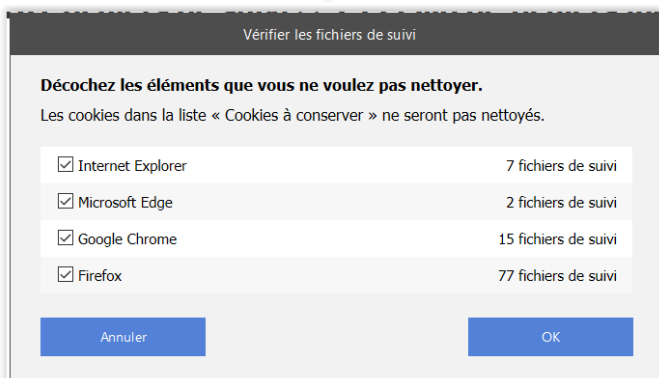 Vérifier les fichiers de suivi
Décochez les éléments que vous ne voulez pas nettoyer.
Les cookies dans la liste « Cookies à conserver » ne seront pas nettoyés.
Internet Explorer 7 fichiers de suivi
Microsoft Edge 2 fichiers de suivi
Google Chrome 15 fichiers de suivi
Firefox 77 fichiers de suivi
Annuler OK